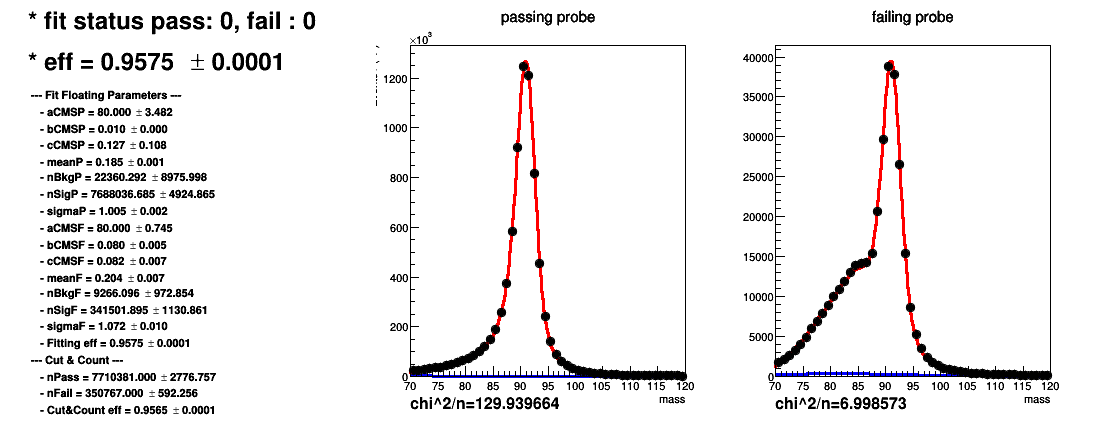 * fit status pass: 0, fail : 0
* eff = 0.9575 ± 0.0001
--- Fit Floating Parameters ---
- aCMSP = 80.000 ± 3.482
- bCMSP = 0.010 ± 0.000
- cCMSP = 0.127 ± 0.108
- meanP = 0.185 ± 0.001
- nBkgP = 22360.292 ± 8975.998
- nSigP = 7688036.685 ± 4924.865
- sigmaP = 1.005 ± 0.002
- aCMSF = 80.000 ± 0.745
- bCMSF = 0.080 ± 0.005
- cCMSF = 0.082 ± 0.007
- meanF = 0.204 ± 0.007
- nBkgF = 9266.096 ± 972.854
- nSigF = 341501.895 ± 1130.861
- sigmaF = 1.072 ± 0.010
- Fitting eff = 0.9575 ± 0.0001
--- Cut & Count ---
- nPass = 7710381.000 ± 2776.757
- nFail = 350767.000 ± 592.256
- Cut&Count eff = 0.9565 ± 0.0001
passing probe
×10³
1200
1000
800
600
400
200
0
70 75 80 85 90 95 100 105 110 115 120
mass
chi^2/n=129.939664
failing probe
40000
35000
30000
25000
20000
15000
10000
5000
0
70 75 80 85 90 95 100 105 110 115 120
mass
chi^2/n=6.998573